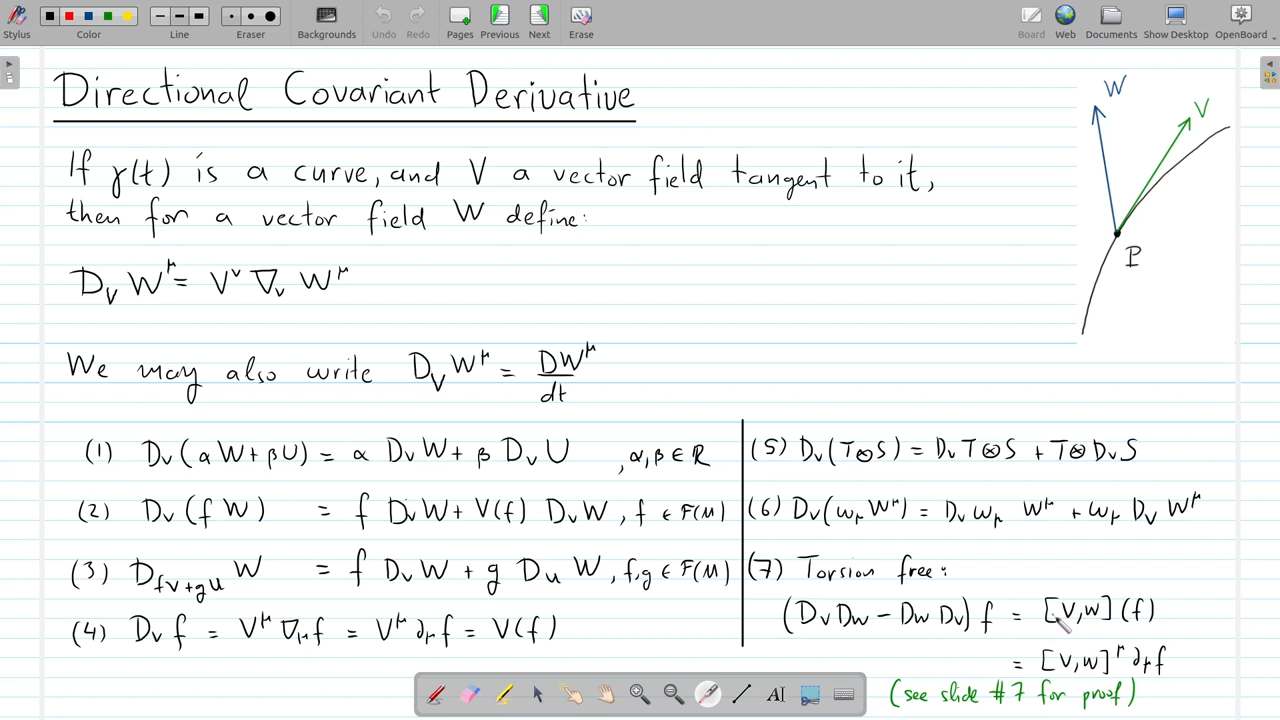 Stylus Color Line Eraser Backgrounds Undo Redo Pages Previous Next Erase Board Web Documents Show Desktop OpenBoard
Directional Covariant Derivative
If γ(t) is a curve, and V a vector field tangent to it,
then for a vector field W define:
D_V W^μ = V^ν ∇_ν W^μ
We may also write D_V W^μ = DW^μ/dt
W
V
P
(1) D_V(αW + βU) = α D_V W + β D_V U , α,β ∈ R
(2) D_V(f W) = f D_V W + V(f) D_V W , f ∈ F(M)
(3) D_{fV+gU} W = f D_V W + g D_U W , f,g ∈ F(M)
(4) D_V f = V^μ ∇_μ f = V^μ ∂_μ f = V(f)
(5) D_V(T⊗S) = D_V T⊗S + T⊗D_V S
(6) D_V(ω_μ W^μ) = D_V ω_μ W^μ + ω_μ D_V W^μ
(7) Torsion free:
(D_V D_W − D_W D_V) f = [V,W](f)
= [V,W]^μ ∂_μ f
(see slide #7 for proof)
AI